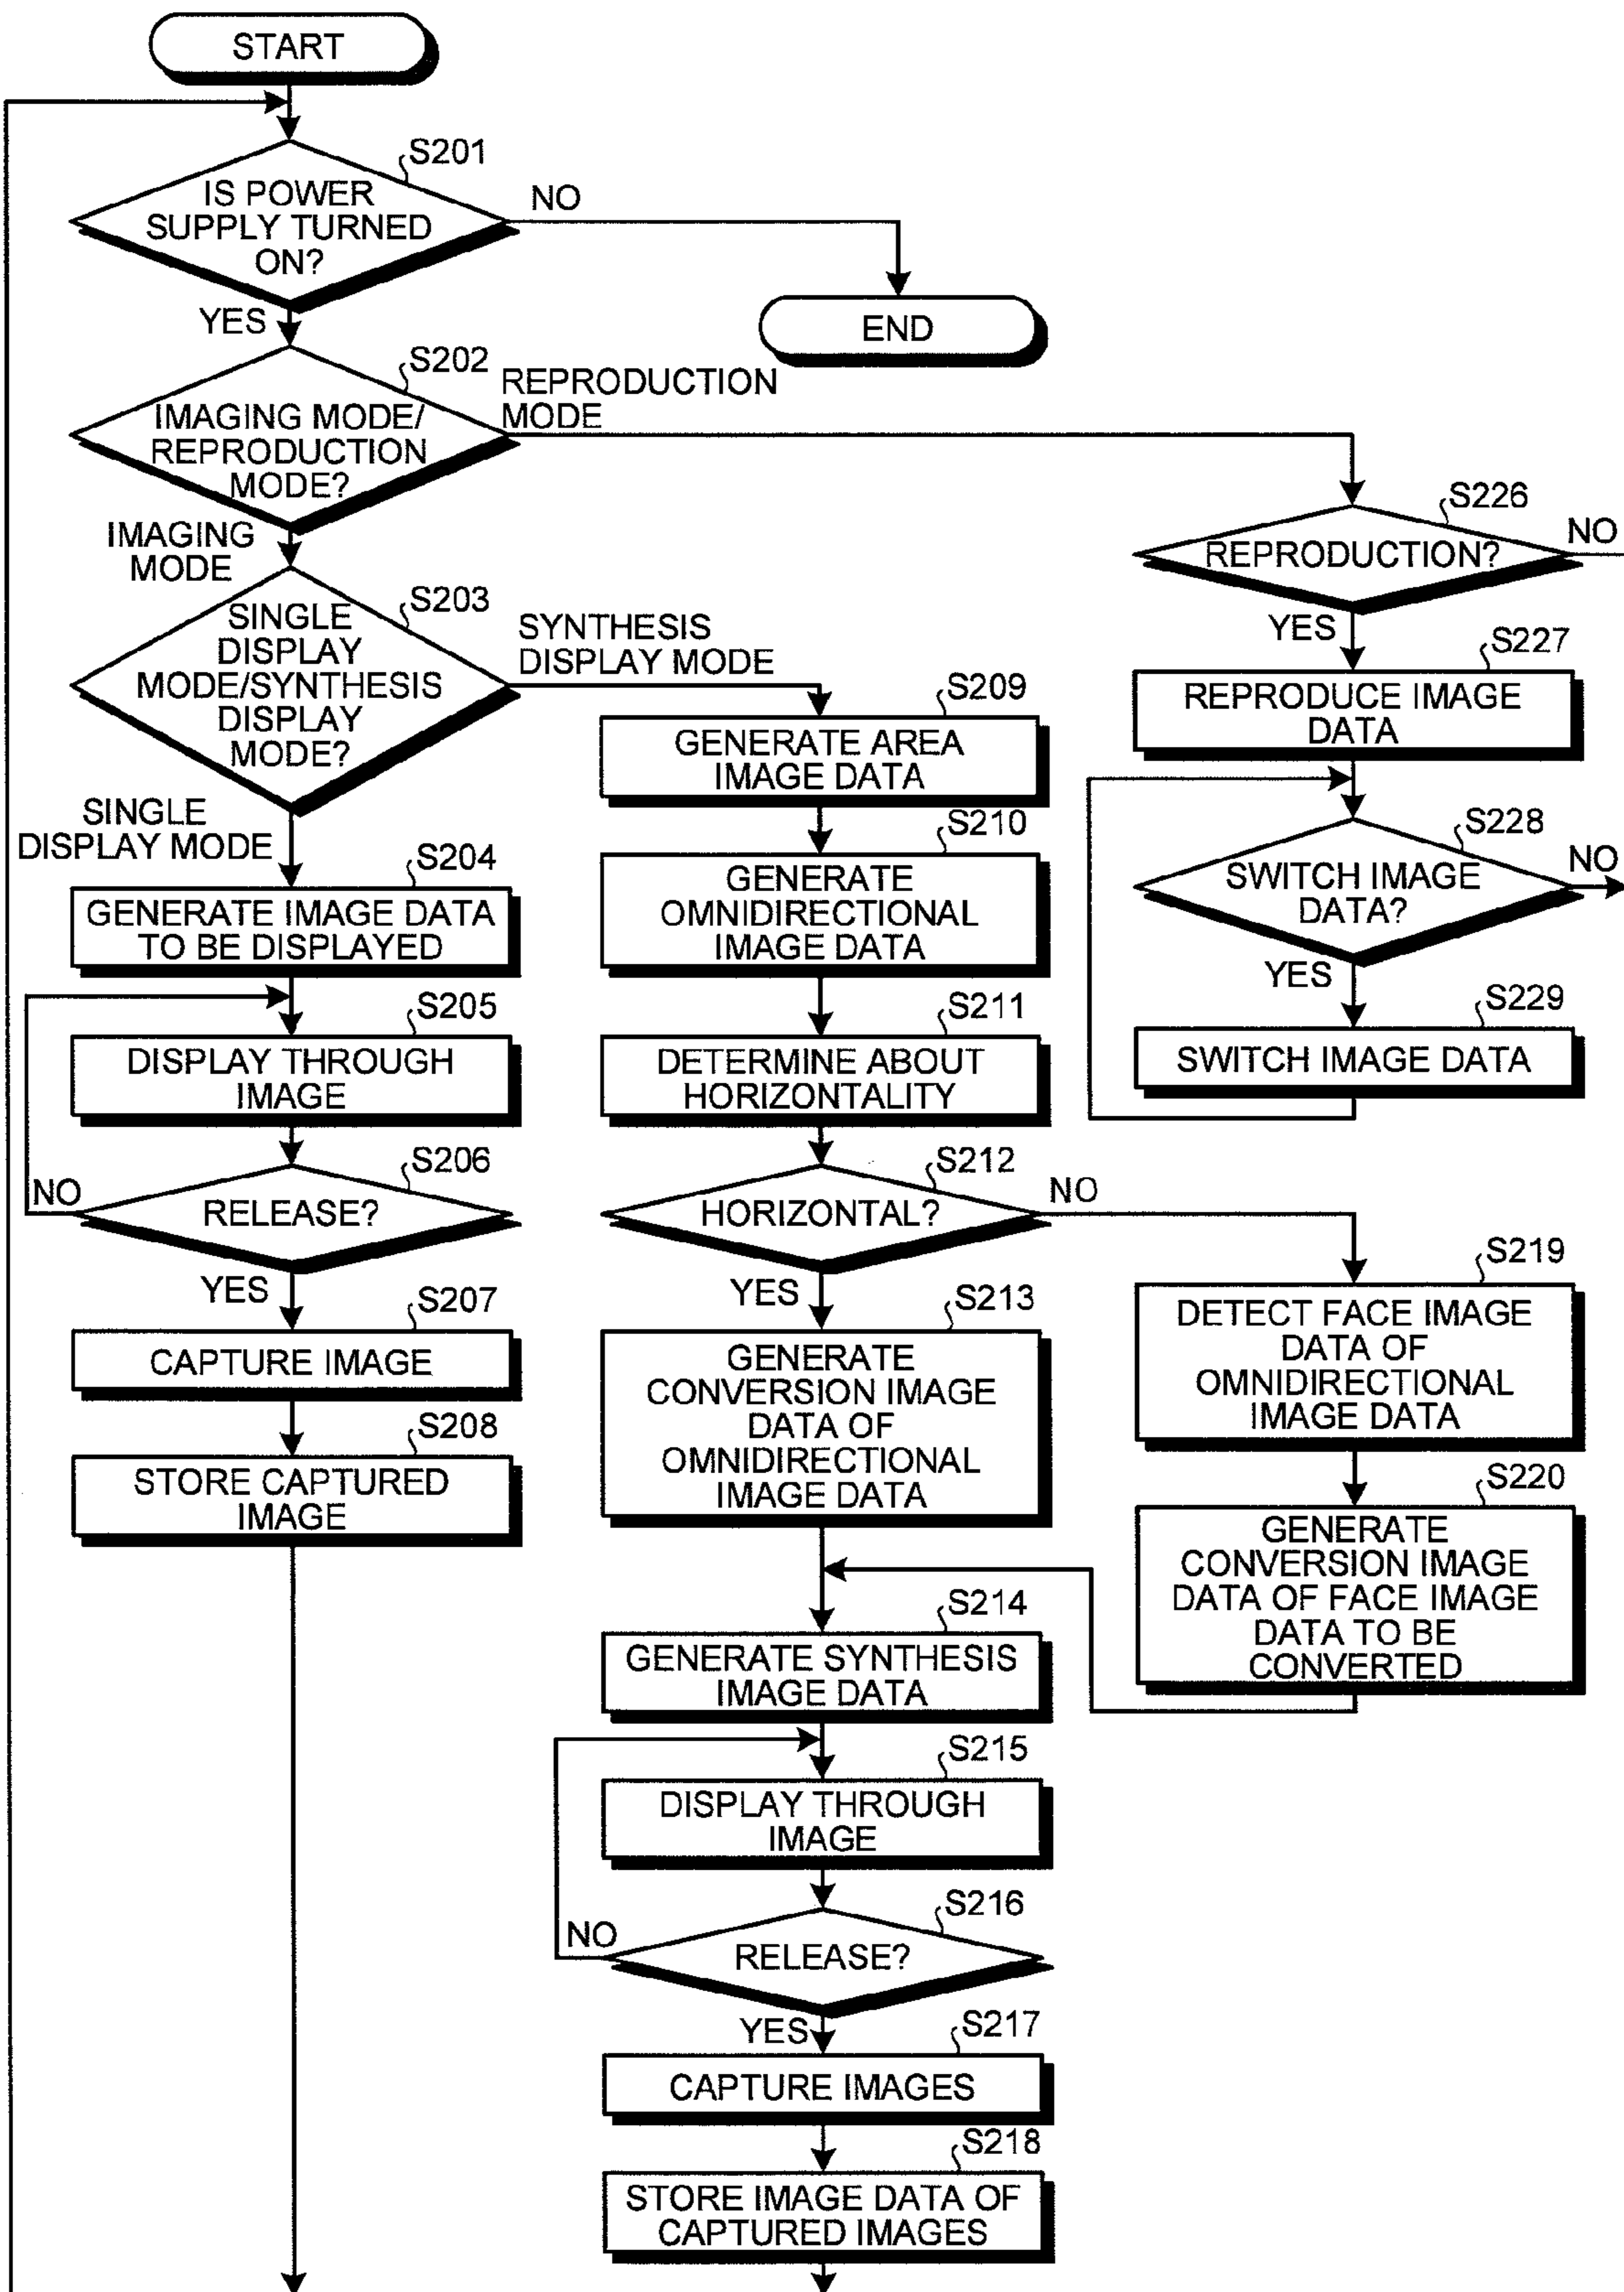 START
S201
IS POWER
SUPPLY TURNED
ON?
NO
YES
END
S202
REPRODUCTION
MODE
IMAGING MODE/
REPRODUCTION
MODE?
IMAGING
MODE
S203
SINGLE
DISPLAY
MODE/SYNTHESIS
DISPLAY
MODE?
SYNTHESIS
DISPLAY MODE
SINGLE
DISPLAY MODE
S204
GENERATE IMAGE DATA
TO BE DISPLAYED
S205
DISPLAY THROUGH
IMAGE
S206
RELEASE?
NO
YES
S207
CAPTURE IMAGE
S208
STORE CAPTURED
IMAGE
S209
GENERATE AREA
IMAGE DATA
S210
GENERATE
OMNIDIRECTIONAL
IMAGE DATA
S211
DETERMINE ABOUT
HORIZONTALITY
S212
HORIZONTAL?
NO
YES
S213
GENERATE
CONVERSION IMAGE
DATA OF
OMNIDIRECTIONAL
IMAGE DATA
S214
GENERATE SYNTHESIS
IMAGE DATA
S215
DISPLAY THROUGH
IMAGE
S216
RELEASE?
NO
YES
S217
CAPTURE IMAGES
S218
STORE IMAGE DATA OF
CAPTURED IMAGES
S226
REPRODUCTION?
NO
YES
S227
REPRODUCE IMAGE
DATA
S228
SWITCH IMAGE
DATA?
NO
YES
S229
SWITCH IMAGE DATA
S219
DETECT FACE IMAGE
DATA OF
OMNIDIRECTIONAL
IMAGE DATA
S220
GENERATE
CONVERSION IMAGE
DATA OF FACE IMAGE
DATA TO BE
CONVERTED